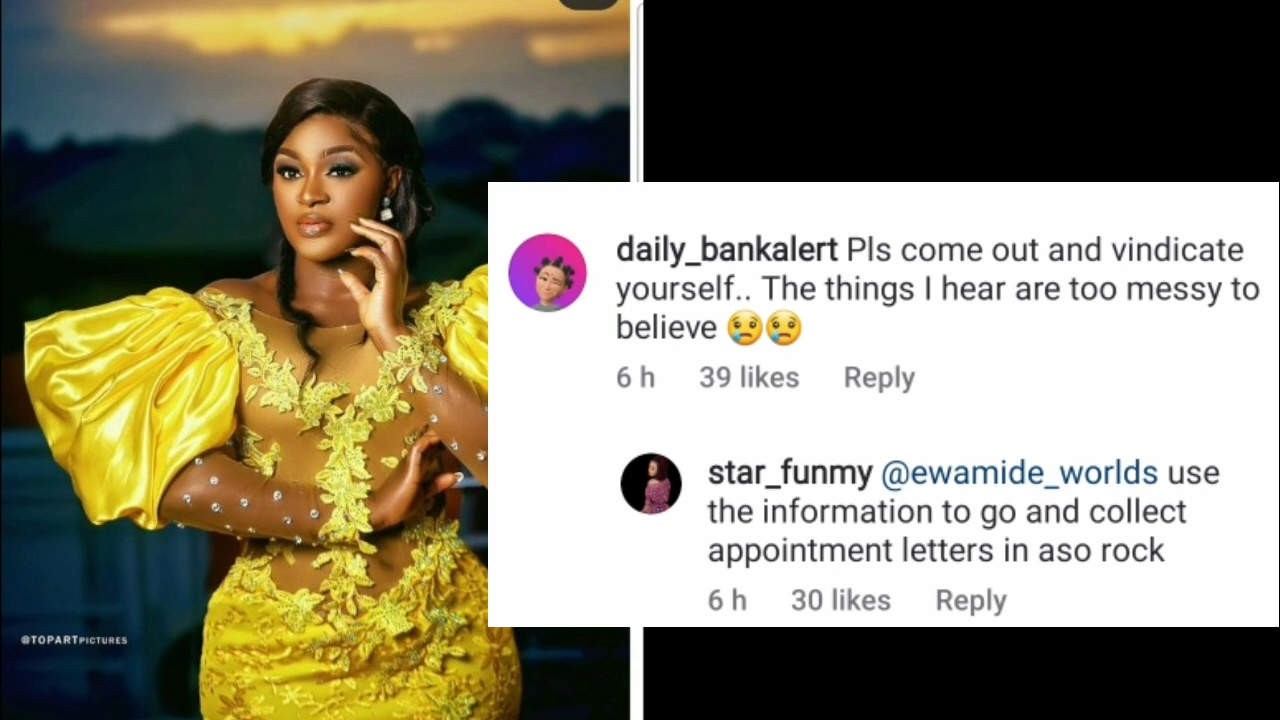 @TOPARTPICTURES
daily_bankalert Pls come out and vindicate
yourself.. The things I hear are too messy to
believe 😢😢
6 h 39 likes Reply
star_funmy @ewamide_worlds use
the information to go and collect
appointment letters in aso rock
6 h 30 likes Reply